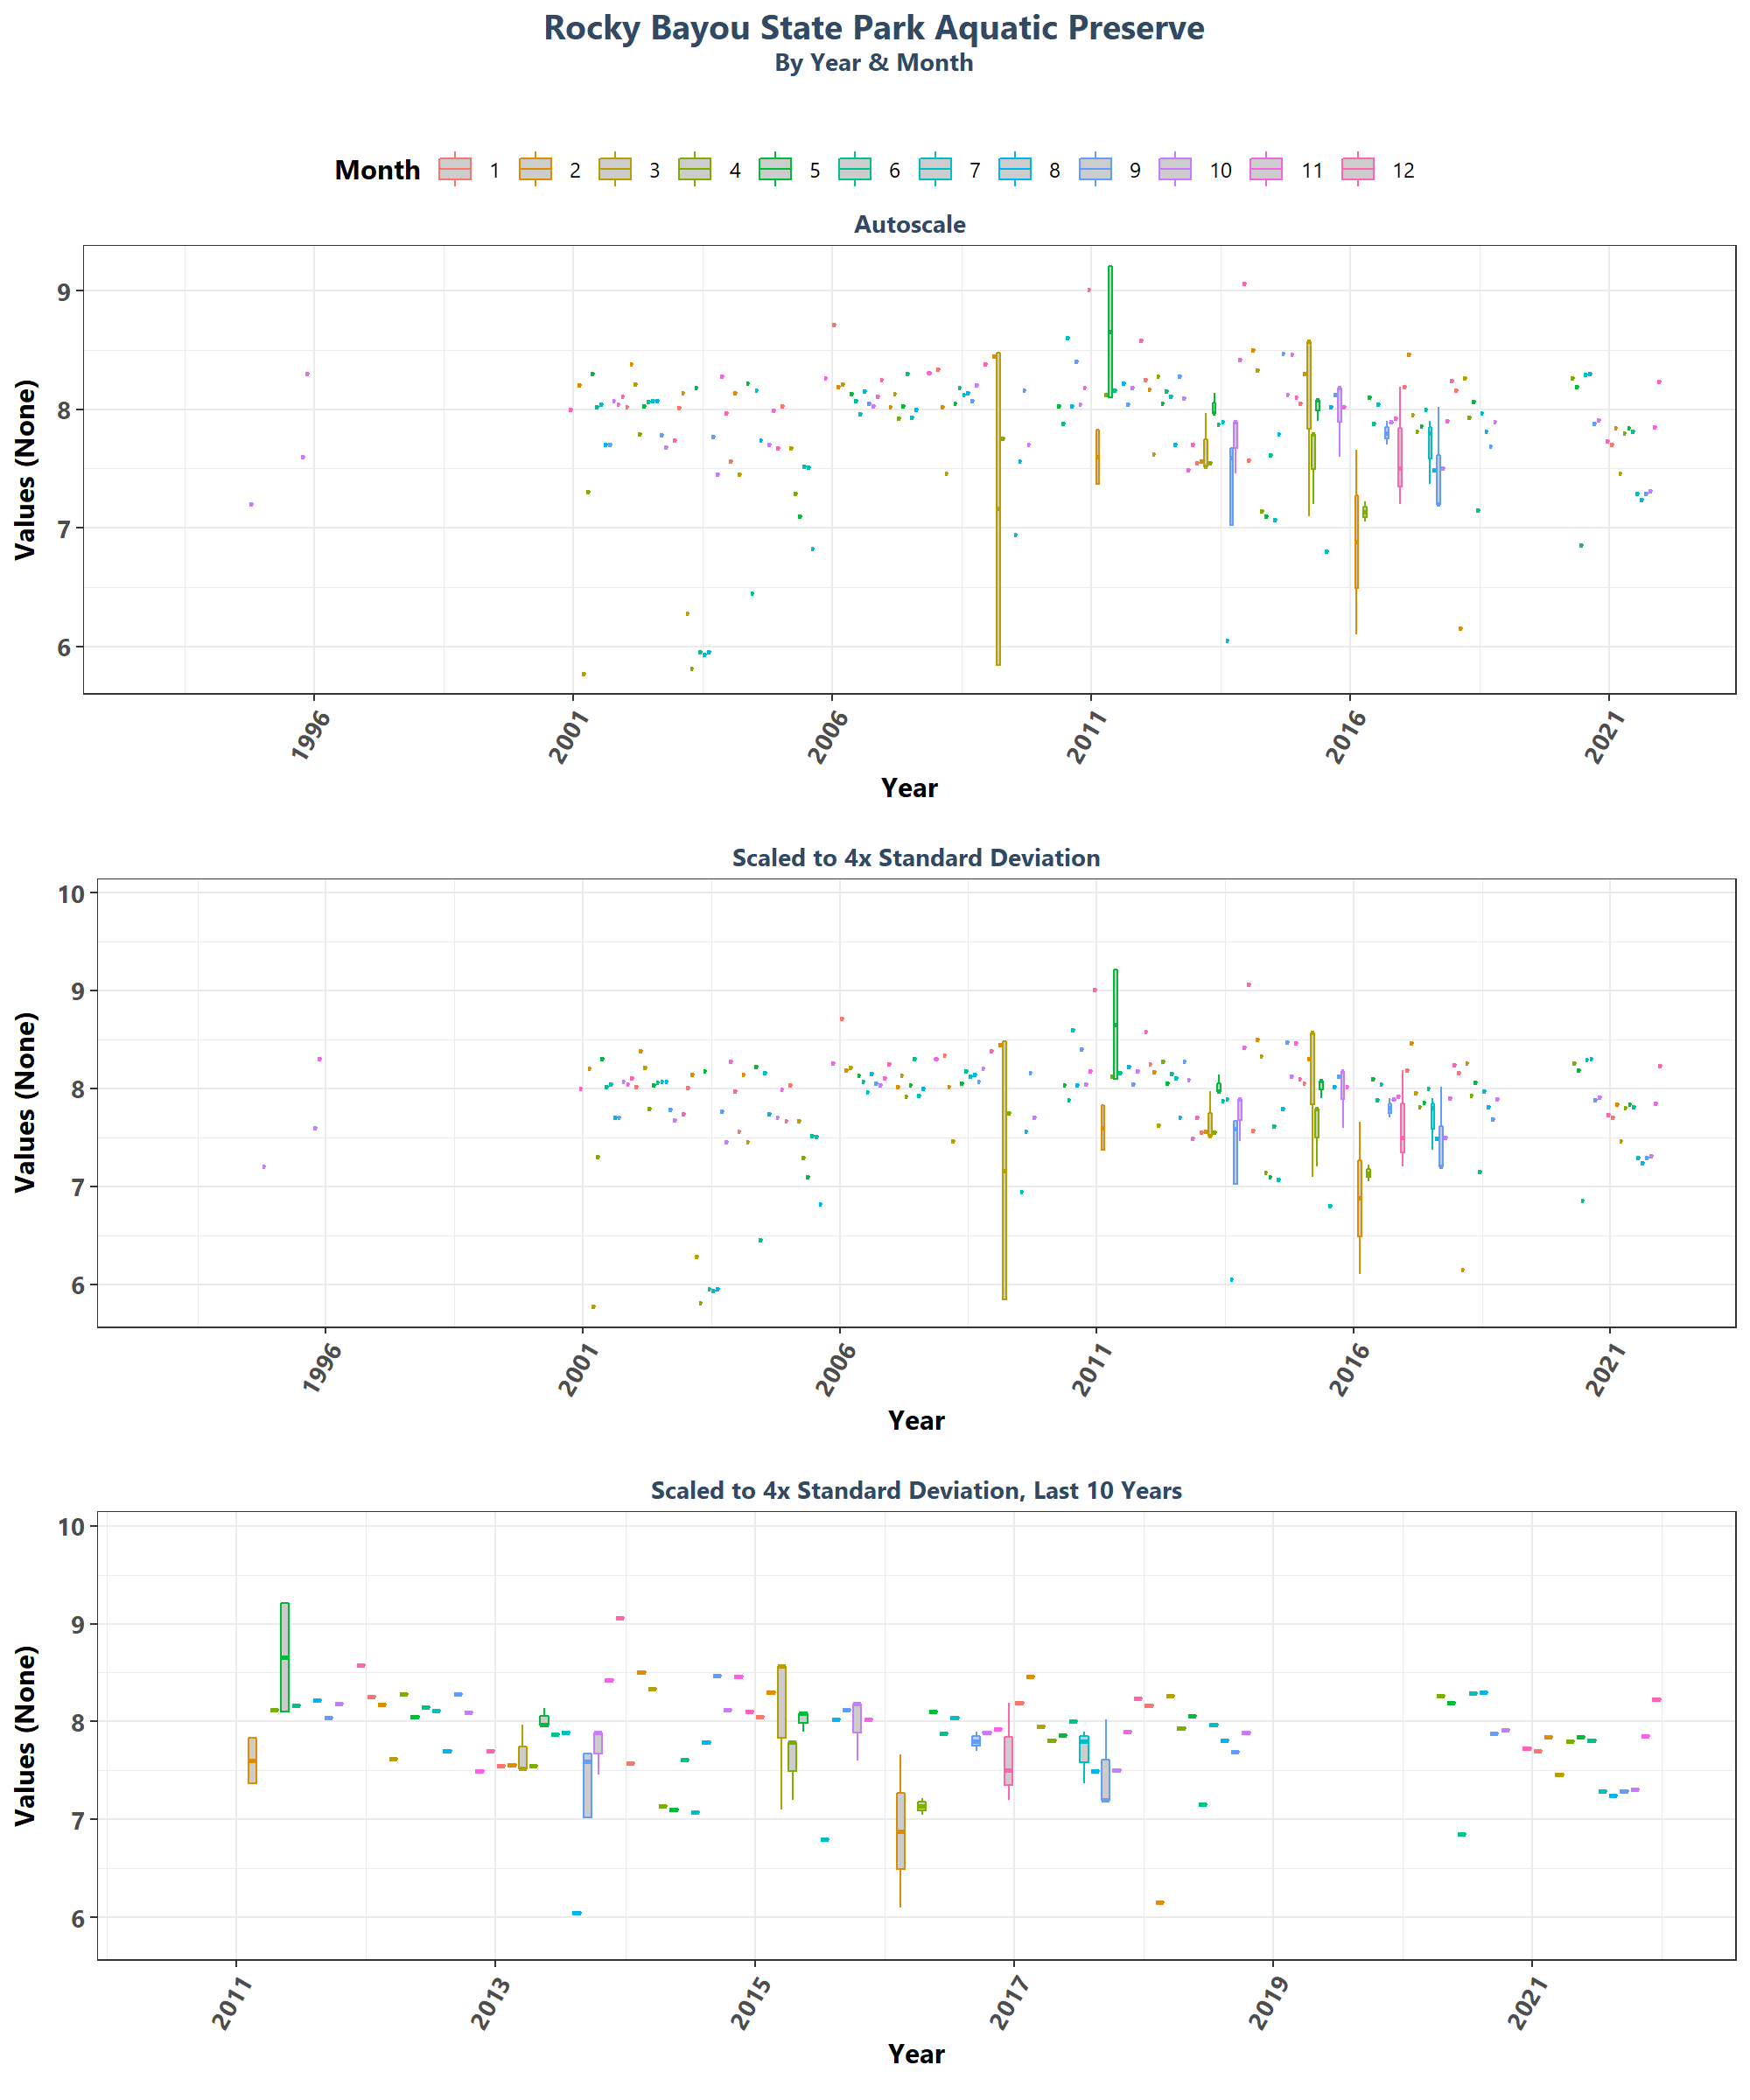 Rocky Bayou State Park Aquatic Preserve
By Year & Month
Month 1 2 3 4 5 6 7 8 9 10 11 12
Autoscale
Values (None)
9
8
7
6
1996 2001 2006 2011 2016 2021
Year
Scaled to 4x Standard Deviation
Values (None)
10
9
8
7
6
1996 2001 2006 2011 2016 2021
Year
Scaled to 4x Standard Deviation, Last 10 Years
Values (None)
10
9
8
7
6
2011 2013 2015 2017 2019 2021
Year